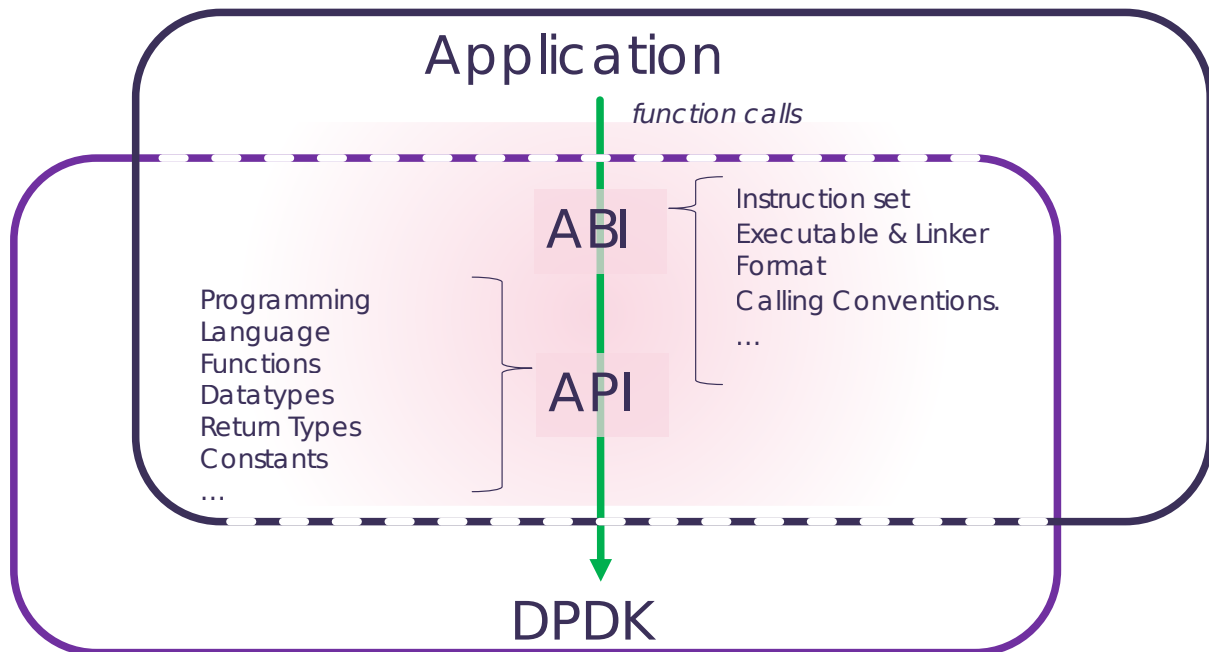 Application
function calls
ABI
Instruction set
Executable & Linker
Format
Calling Conventions.
...
Programming
Language
Functions
Datatypes
Return Types
Constants
...
API
DPDK